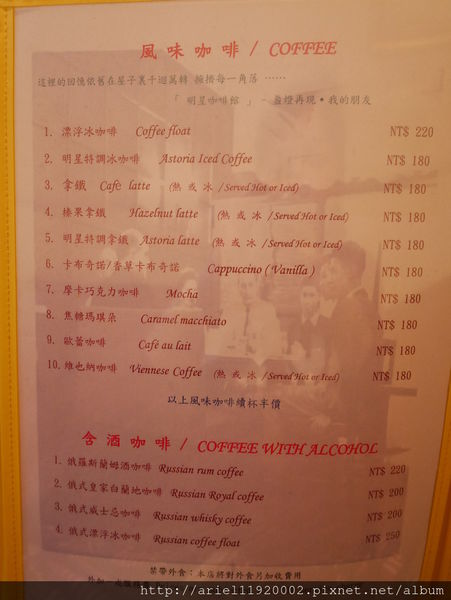 風味咖啡 / COFFEE
這裡的回憶依舊在屋子裏千迴萬轉 擁擠每一角落 ……
「 明星咖啡館 」 - 盞燈再現・我的朋友
1. 漂浮冰咖啡 Coffee float NT$ 220
2. 明星特調冰咖啡 Astoria Iced Coffee NT$ 180
3. 拿鐵 Cafè latte (熱 或 冰 / Served Hot or Iced) NT$ 180
4. 榛果拿鐵 Hazelnut latte (熱 或 冰 / Served Hot or Iced) NT$ 180
5. 明星特調拿鐵 Astoria latte (熱 或 冰 / Served Hot or Iced) NT$ 180
6. 卡布奇諾/香草卡布奇諾 Cappuccino ( Vanilla ) NT$ 180
7. 摩卡巧克力咖啡 Mocha NT$ 180
8. 焦糖瑪琪朵 Caramel macchiato NT$ 180
9. 歐蕾咖啡 Cafè au lait NT$ 180
10. 維也納咖啡 Viennese Coffee (熱 或 冰 / Served Hot or Iced) NT$ 180
以上風味咖啡續杯半價
含酒咖啡 / COFFEE WITH ALCOHOL
1. 俄羅斯蘭姆酒咖啡 Russian rum coffee NT$ 220
2. 俄式皇家白蘭地咖啡 Russian Royal coffee NT$ 200
3. 俄式威士忌咖啡 Russian whisky coffee NT$ 200
4. 俄式漂浮冰咖啡 Russian coffee float NT$ 250
禁帶外食：本店將對外食另加收費用
http://ariel11920002.pixnet.net/album